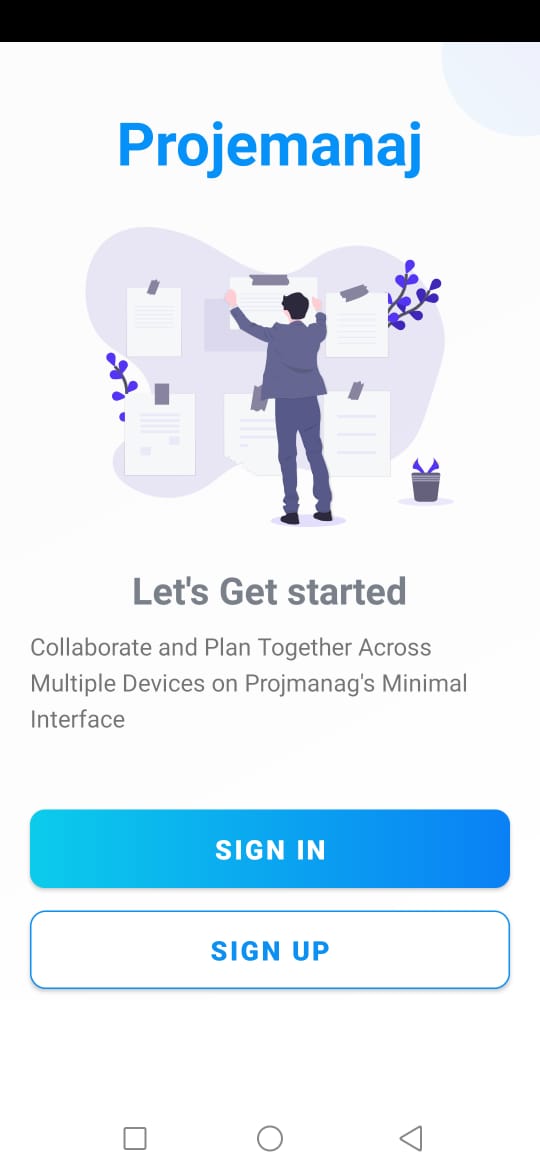 Projemanaj
Let's Get started
Collaborate and Plan Together Across
Multiple Devices on Projmanag's Minimal
Interface
SIGN IN
SIGN UP